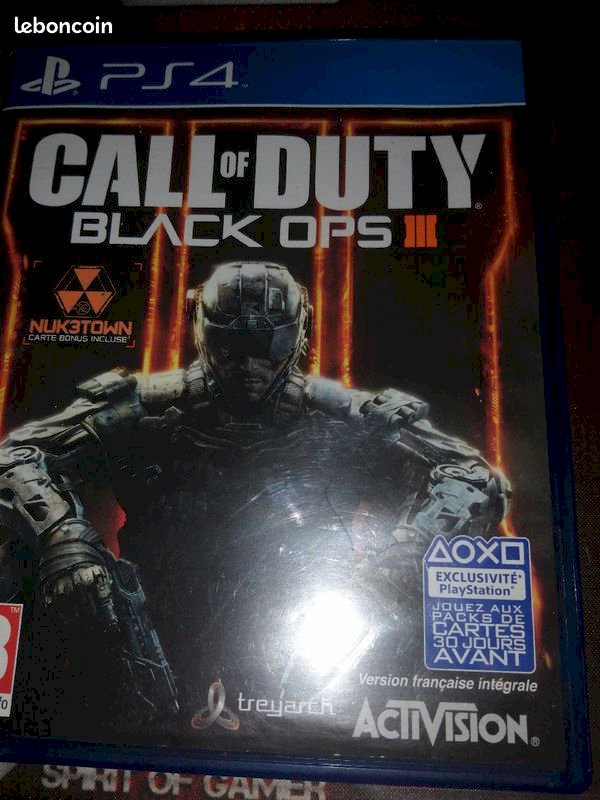 leboncoin
PS4
CALL OF DUTY
BLACK OPS III
NUK3TOWN
CARTE BONUS INCLUSE*
EXCLUSIVITÉ*
PlayStation®
JOUEZ AUX
PACKS DE
CARTES
30 JOURS
AVANT
Version française intégrale
treyarch
ACTIVISION®
SPIRIT OF GAMER